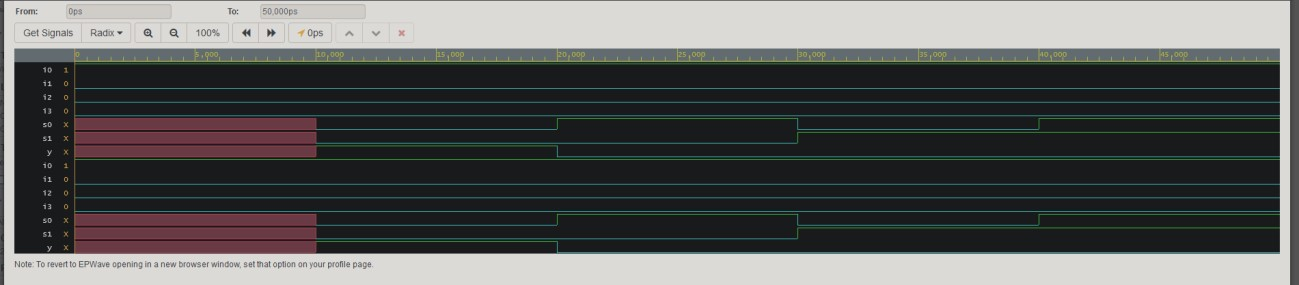 From: 0ps To: 50,000ps
Get Signals Radix 100% 0ps
0 5,000 10,000 15,000 20,000 25,000 30,000 35,000 40,000 45,000
i0 1
i1 0
i2 0
i3 0
s0 X
s1 X
y X
i0 1
i1 0
i2 0
i3 0
s0 X
s1 X
y X
Note: To revert to EPWave opening in a new browser window, set that option on your profile page.